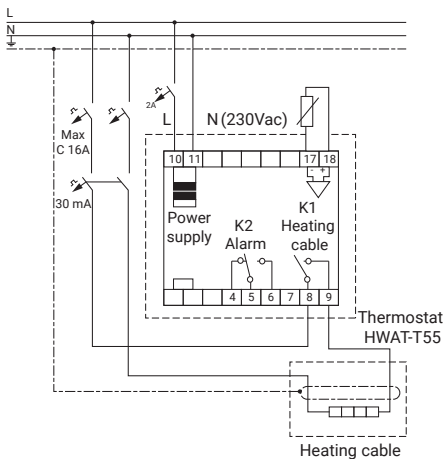 L
N
2A
L N (230Vac)
Max
C 16A
30 mA
10 11 17 18
- +
Power
supply
K2
Alarm
K1
Heating
cable
4 5 6 7 8 9
Thermostat
HWAT-T55
Heating cable